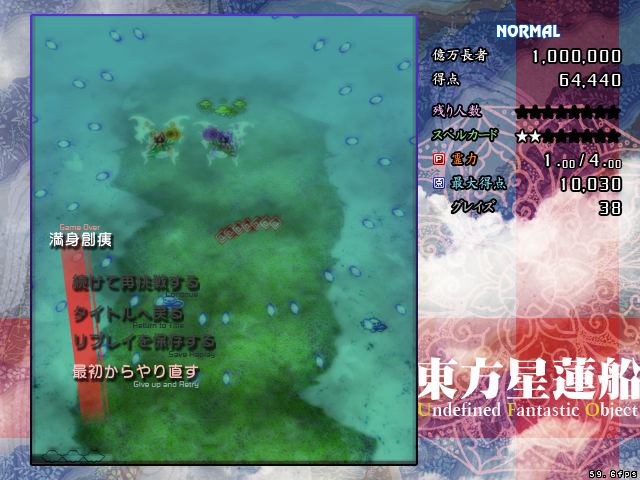 NORMAL
億万長者 1,000,000
得点 64,440
残り人数
スペルカード
P 霊力 1.00/4.00
最大得点 10,030
グレイズ 38
Game Over
満身創痍
続けて再挑戦する
Continue
タイトルへ戻る
Return to Title
リプレイを保存する
Save Replay
最初からやり直す
Give up and Retry
東方星蓮船
Undefined Fantastic Object
59.6fps